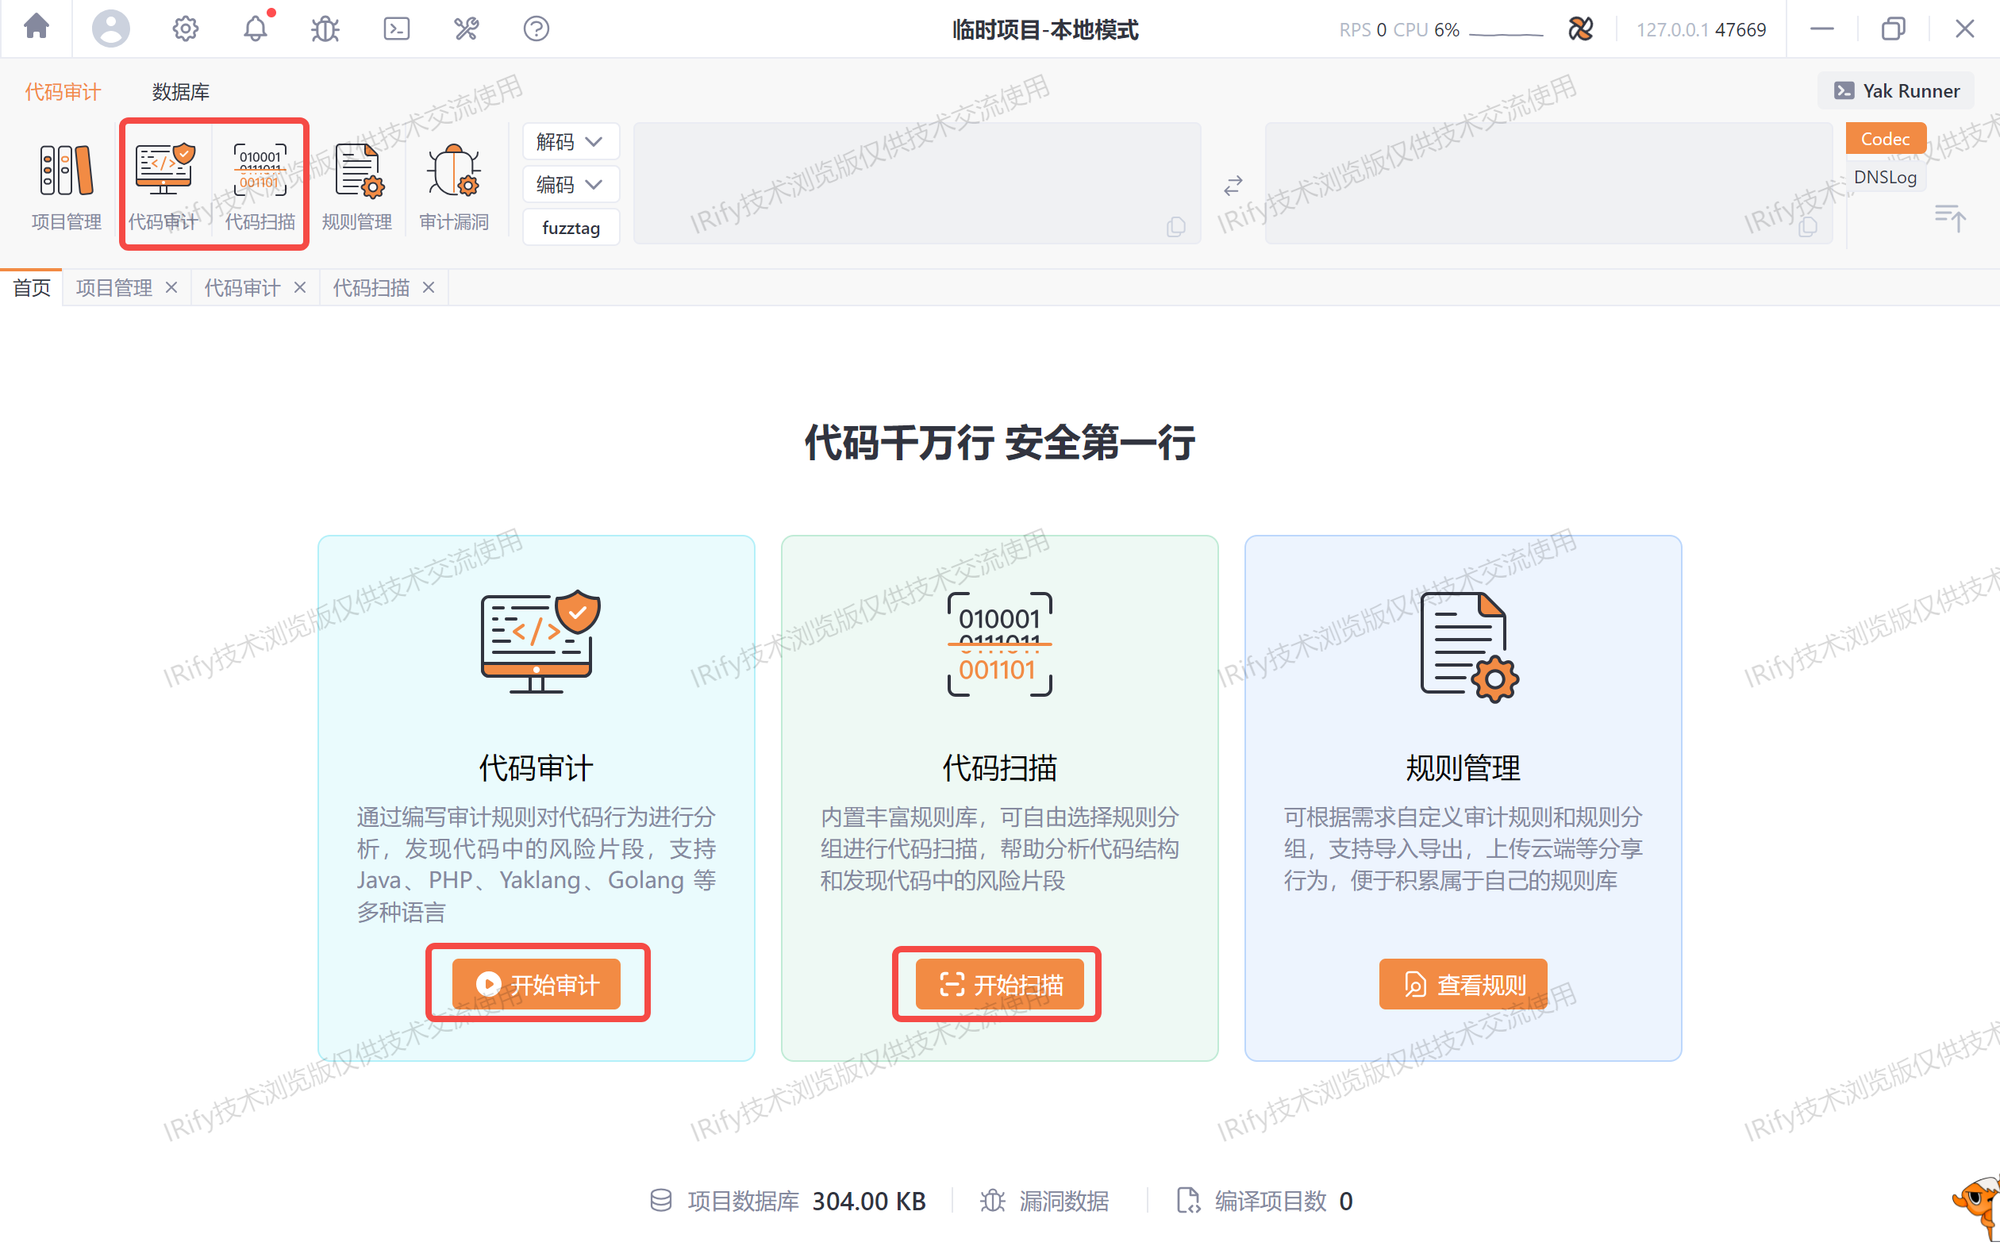 临时项目-本地模式
RPS 0 CPU 6%
127.0.0.1 47669
代码审计
数据库
Yak Runner
项目管理
代码审计
代码扫描
规则管理
审计漏洞
解码
编码
fuzztag
Codec
DNSLog
首页
项目管理
代码审计
代码扫描
代码千万行 安全第一行
010001
0111011
001101
代码审计
通过编写审计规则对代码行为进行分
析，发现代码中的风险片段，支持
Java、PHP、Yaklang、Golang 等
多种语言
开始审计
代码扫描
内置丰富规则库，可自由选择规则分
组进行代码扫描，帮助分析代码结构
和发现代码中的风险片段
开始扫描
规则管理
可根据需求自定义审计规则和规则分
组，支持导入导出，上传云端等分享
行为，便于积累属于自己的规则库
查看规则
项目数据库 304.00 KB
漏洞数据
编译项目数 0
IRify技术浏览版仅供技术交流使用